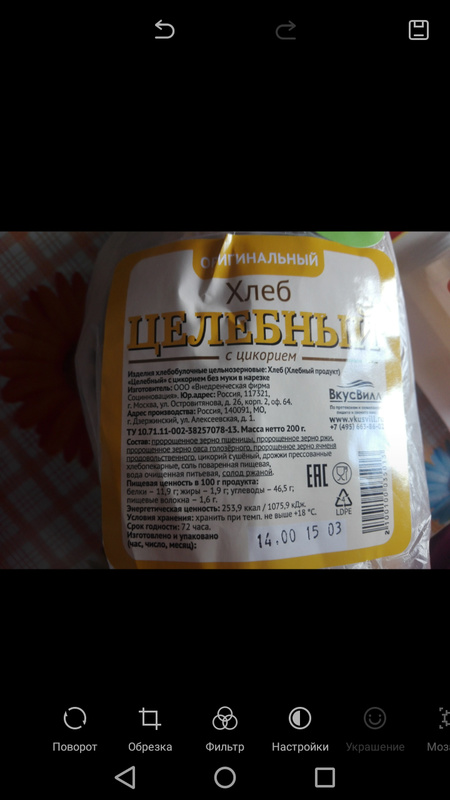 ОРИГИНАЛЬНЫЙ
Хлеб
ЦЕЛЕБНЫЙ
с цикорием
Изделия хлебобулочные цельнозерновые: Хлеб (Хлебный продукт)
«Целебный» с цикорием без муки в нарезке
Изготовитель: ООО «Внедренческая фирма
Социнновация». Юр.адрес: Россия, 117321,
г. Москва, ул. Островитянова, д. 26, корп. 2, оф. 64.
Адрес производства: Россия, 140091, МО,
г. Дзержинский, ул. Алексеевская, д. 1.
ТУ 10.71.11-002-38257078-13. Масса нетто 200 г.
Состав: пророщенное зерно пшеницы, пророщенное зерно ржи,
пророщенное зерно овса голозёрного, пророщенное зерно ячменя
продовольственного, цикорий сушёный, дрожжи прессованные
хлебопекарные, соль поваренная пищевая,
вода очищенная питьевая, солод ржаной.
Пищевая ценность в 100 г продукта:
белки – 11,9 г; жиры – 1,9 г; углеводы – 46,5 г;
пищевые волокна – 1,6 г.
Энергетическая ценность: 253,9 ккал / 1075,9 кДж.
Условия хранения: хранить при темп. не выше +18 °С.
Срок годности: 72 часа.
Изготовлено и упаковано
(час, число, месяц):
14.00 15 03
ВкусВилл
EAC
LDPE
Поворот
Обрезка
Фильтр
Настройки
Украшение
Моз